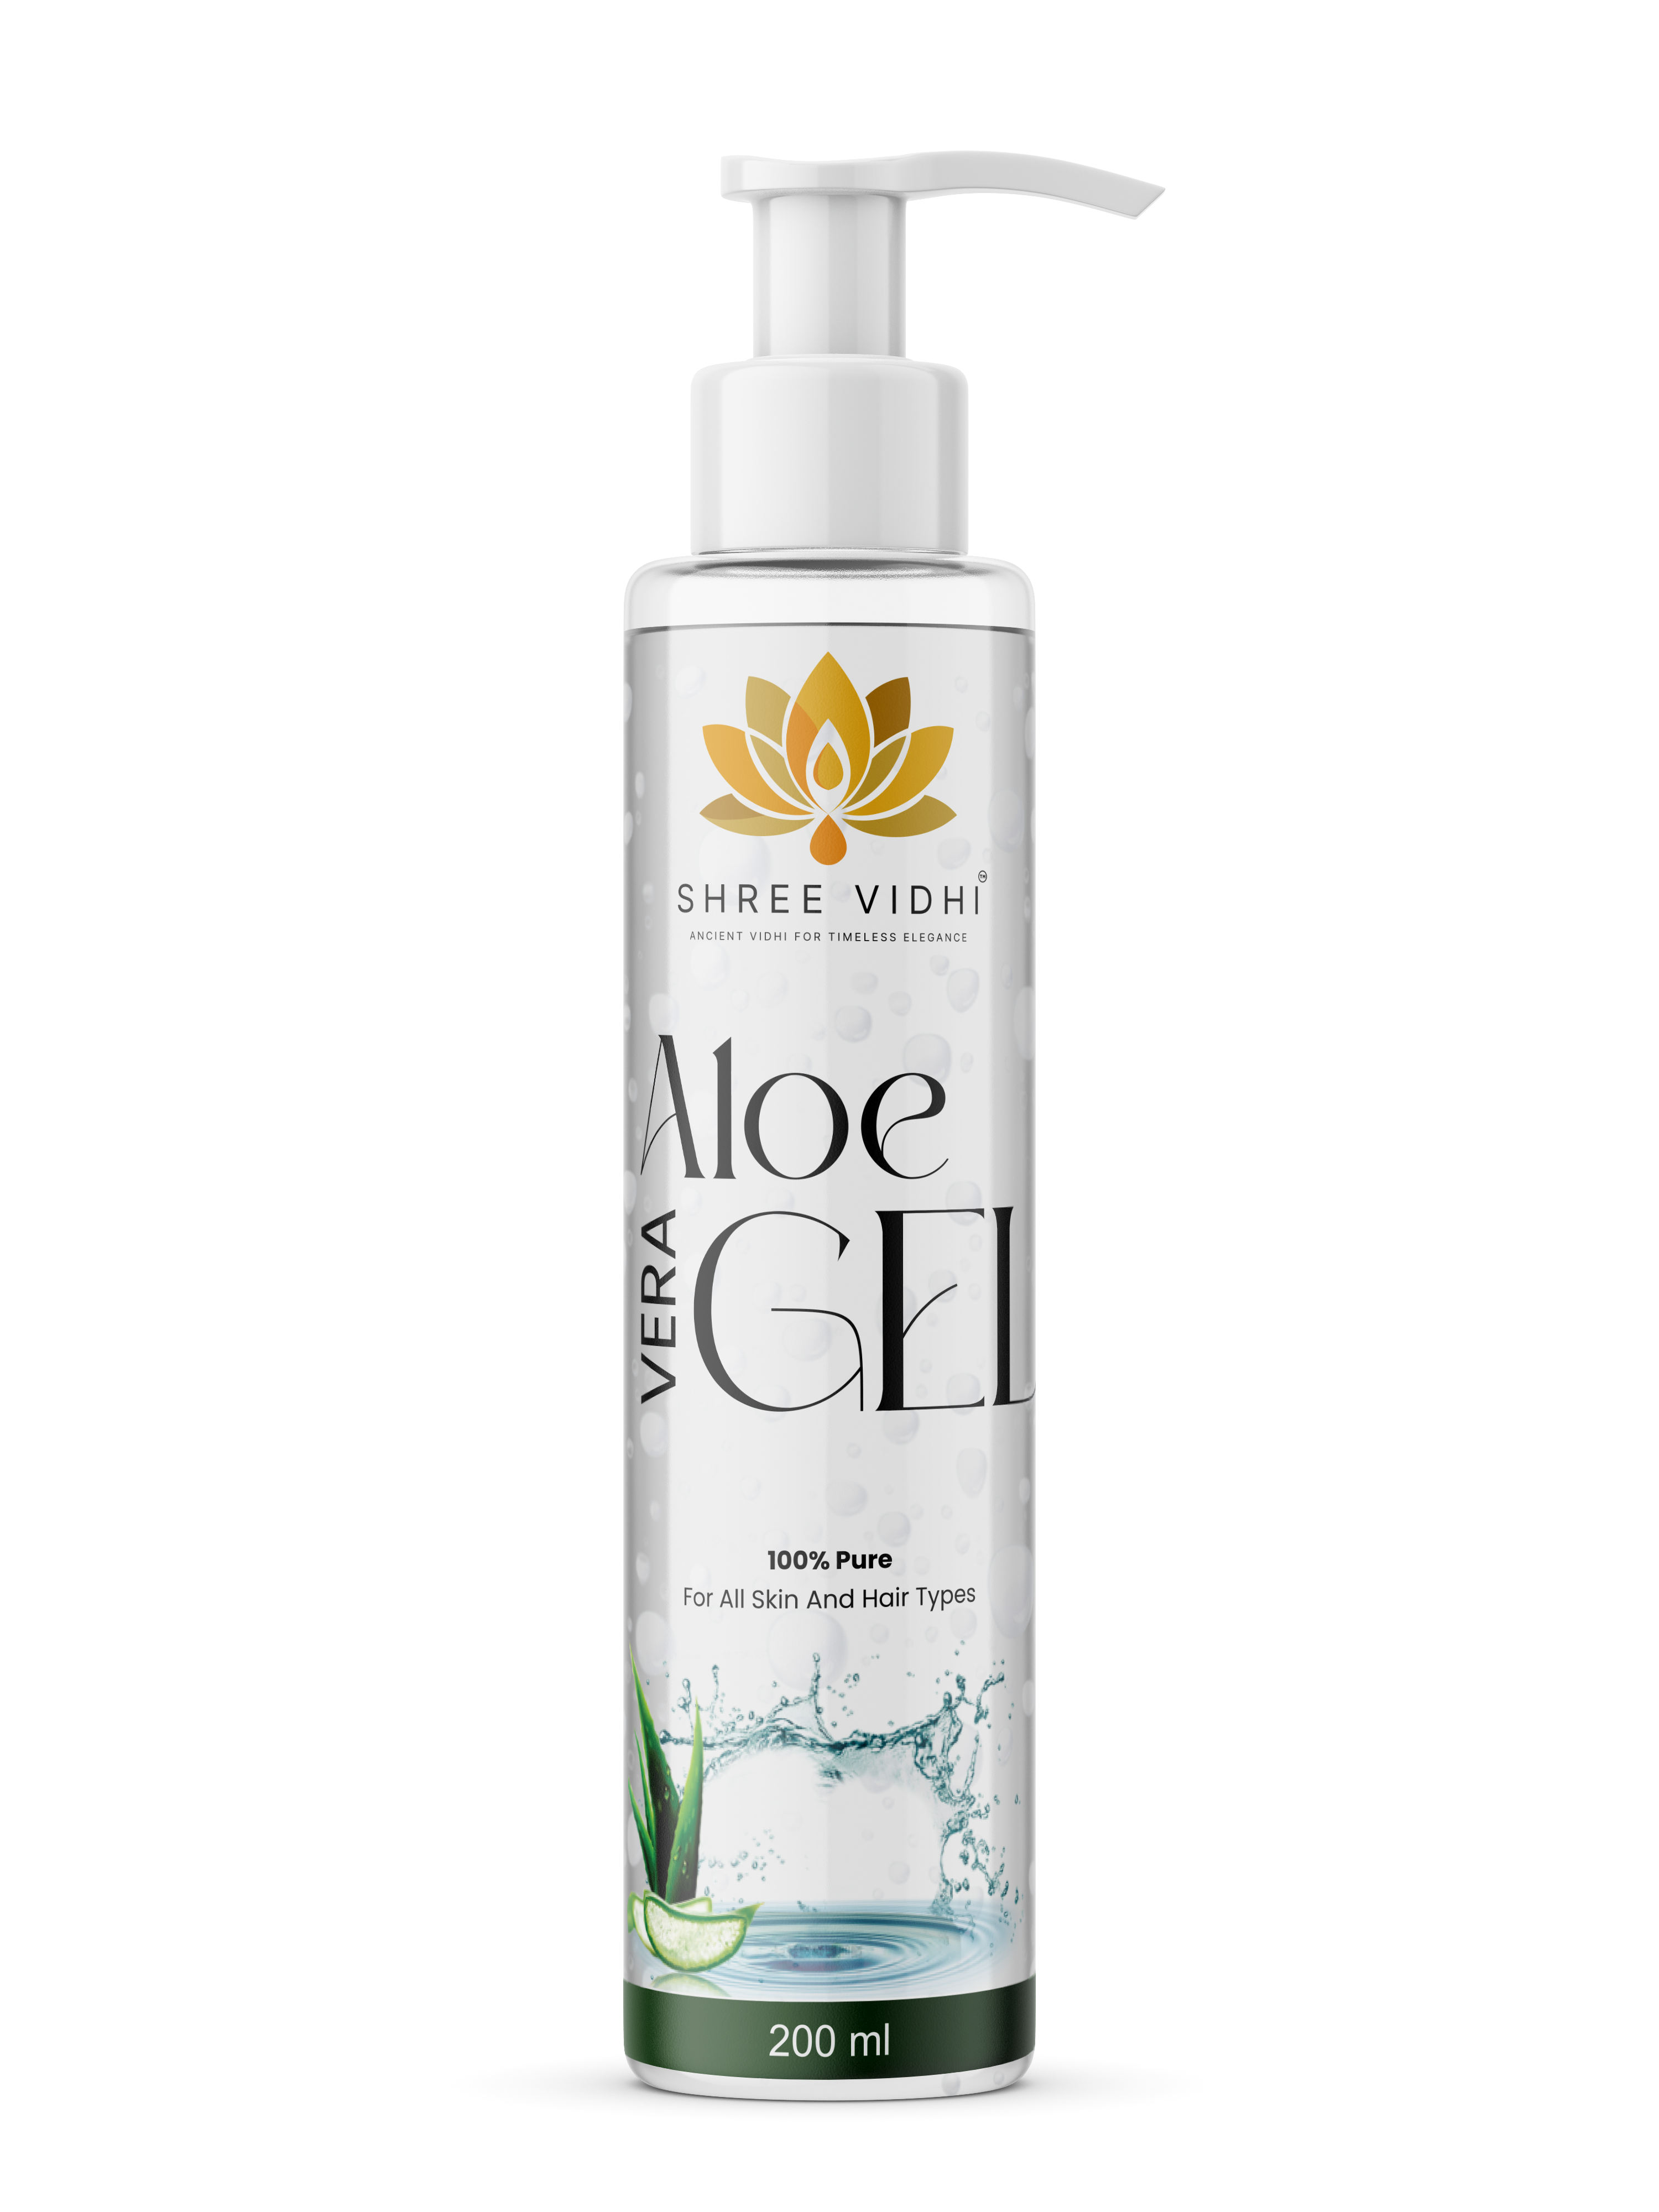 SHREE VIDHI™
ANCIENT VIDHI FOR TIMELESS ELEGANCE
Aloe
VERA
GEL
100% Pure
For All Skin And Hair Types
200 ml